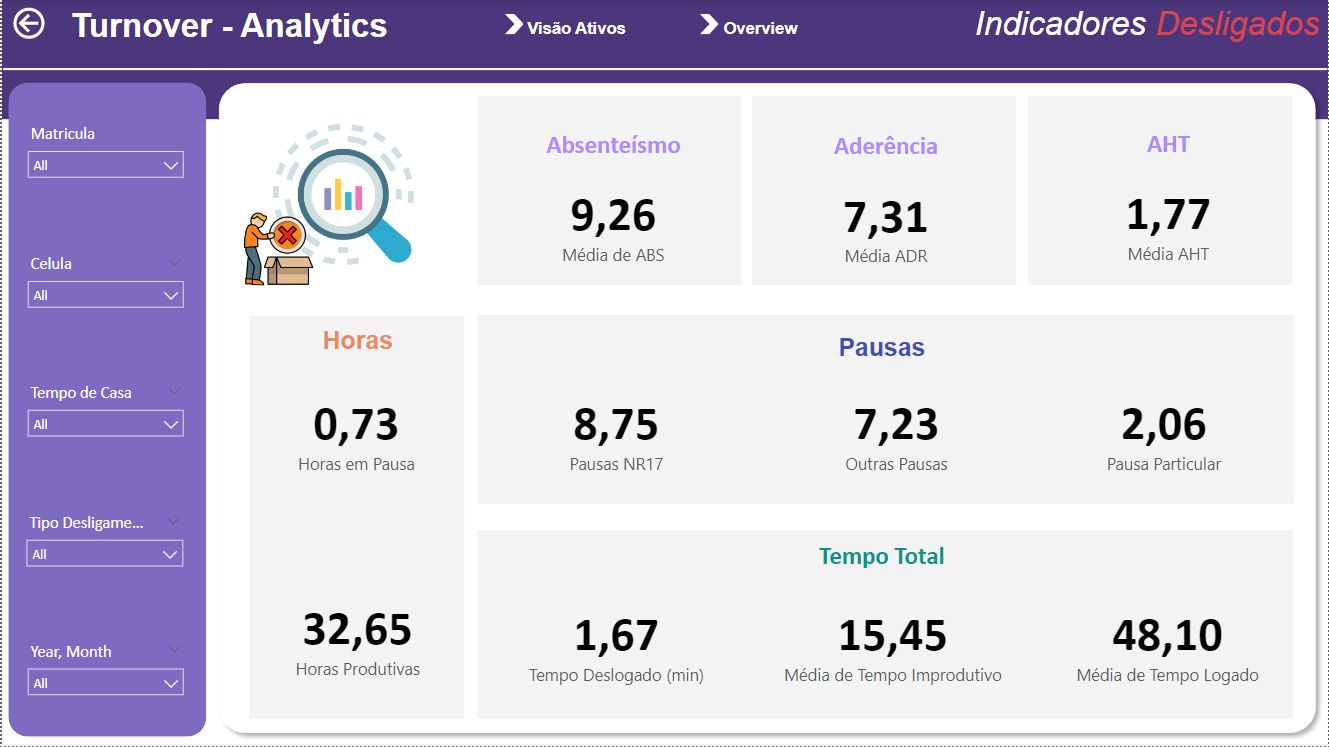 Turnover - Analytics
Visão Ativos
Overview
Indicadores Desligados
Matricula
All
Celula
All
Tempo de Casa
All
Tipo Desligame...
All
Year, Month
All
Absenteísmo
9,26
Média de ABS
Aderência
7,31
Média ADR
AHT
1,77
Média AHT
Horas
0,73
Horas em Pausa
32,65
Horas Produtivas
Pausas
8,75
Pausas NR17
7,23
Outras Pausas
2,06
Pausa Particular
Tempo Total
1,67
Tempo Deslogado (min)
15,45
Média de Tempo Improdutivo
48,10
Média de Tempo Logado